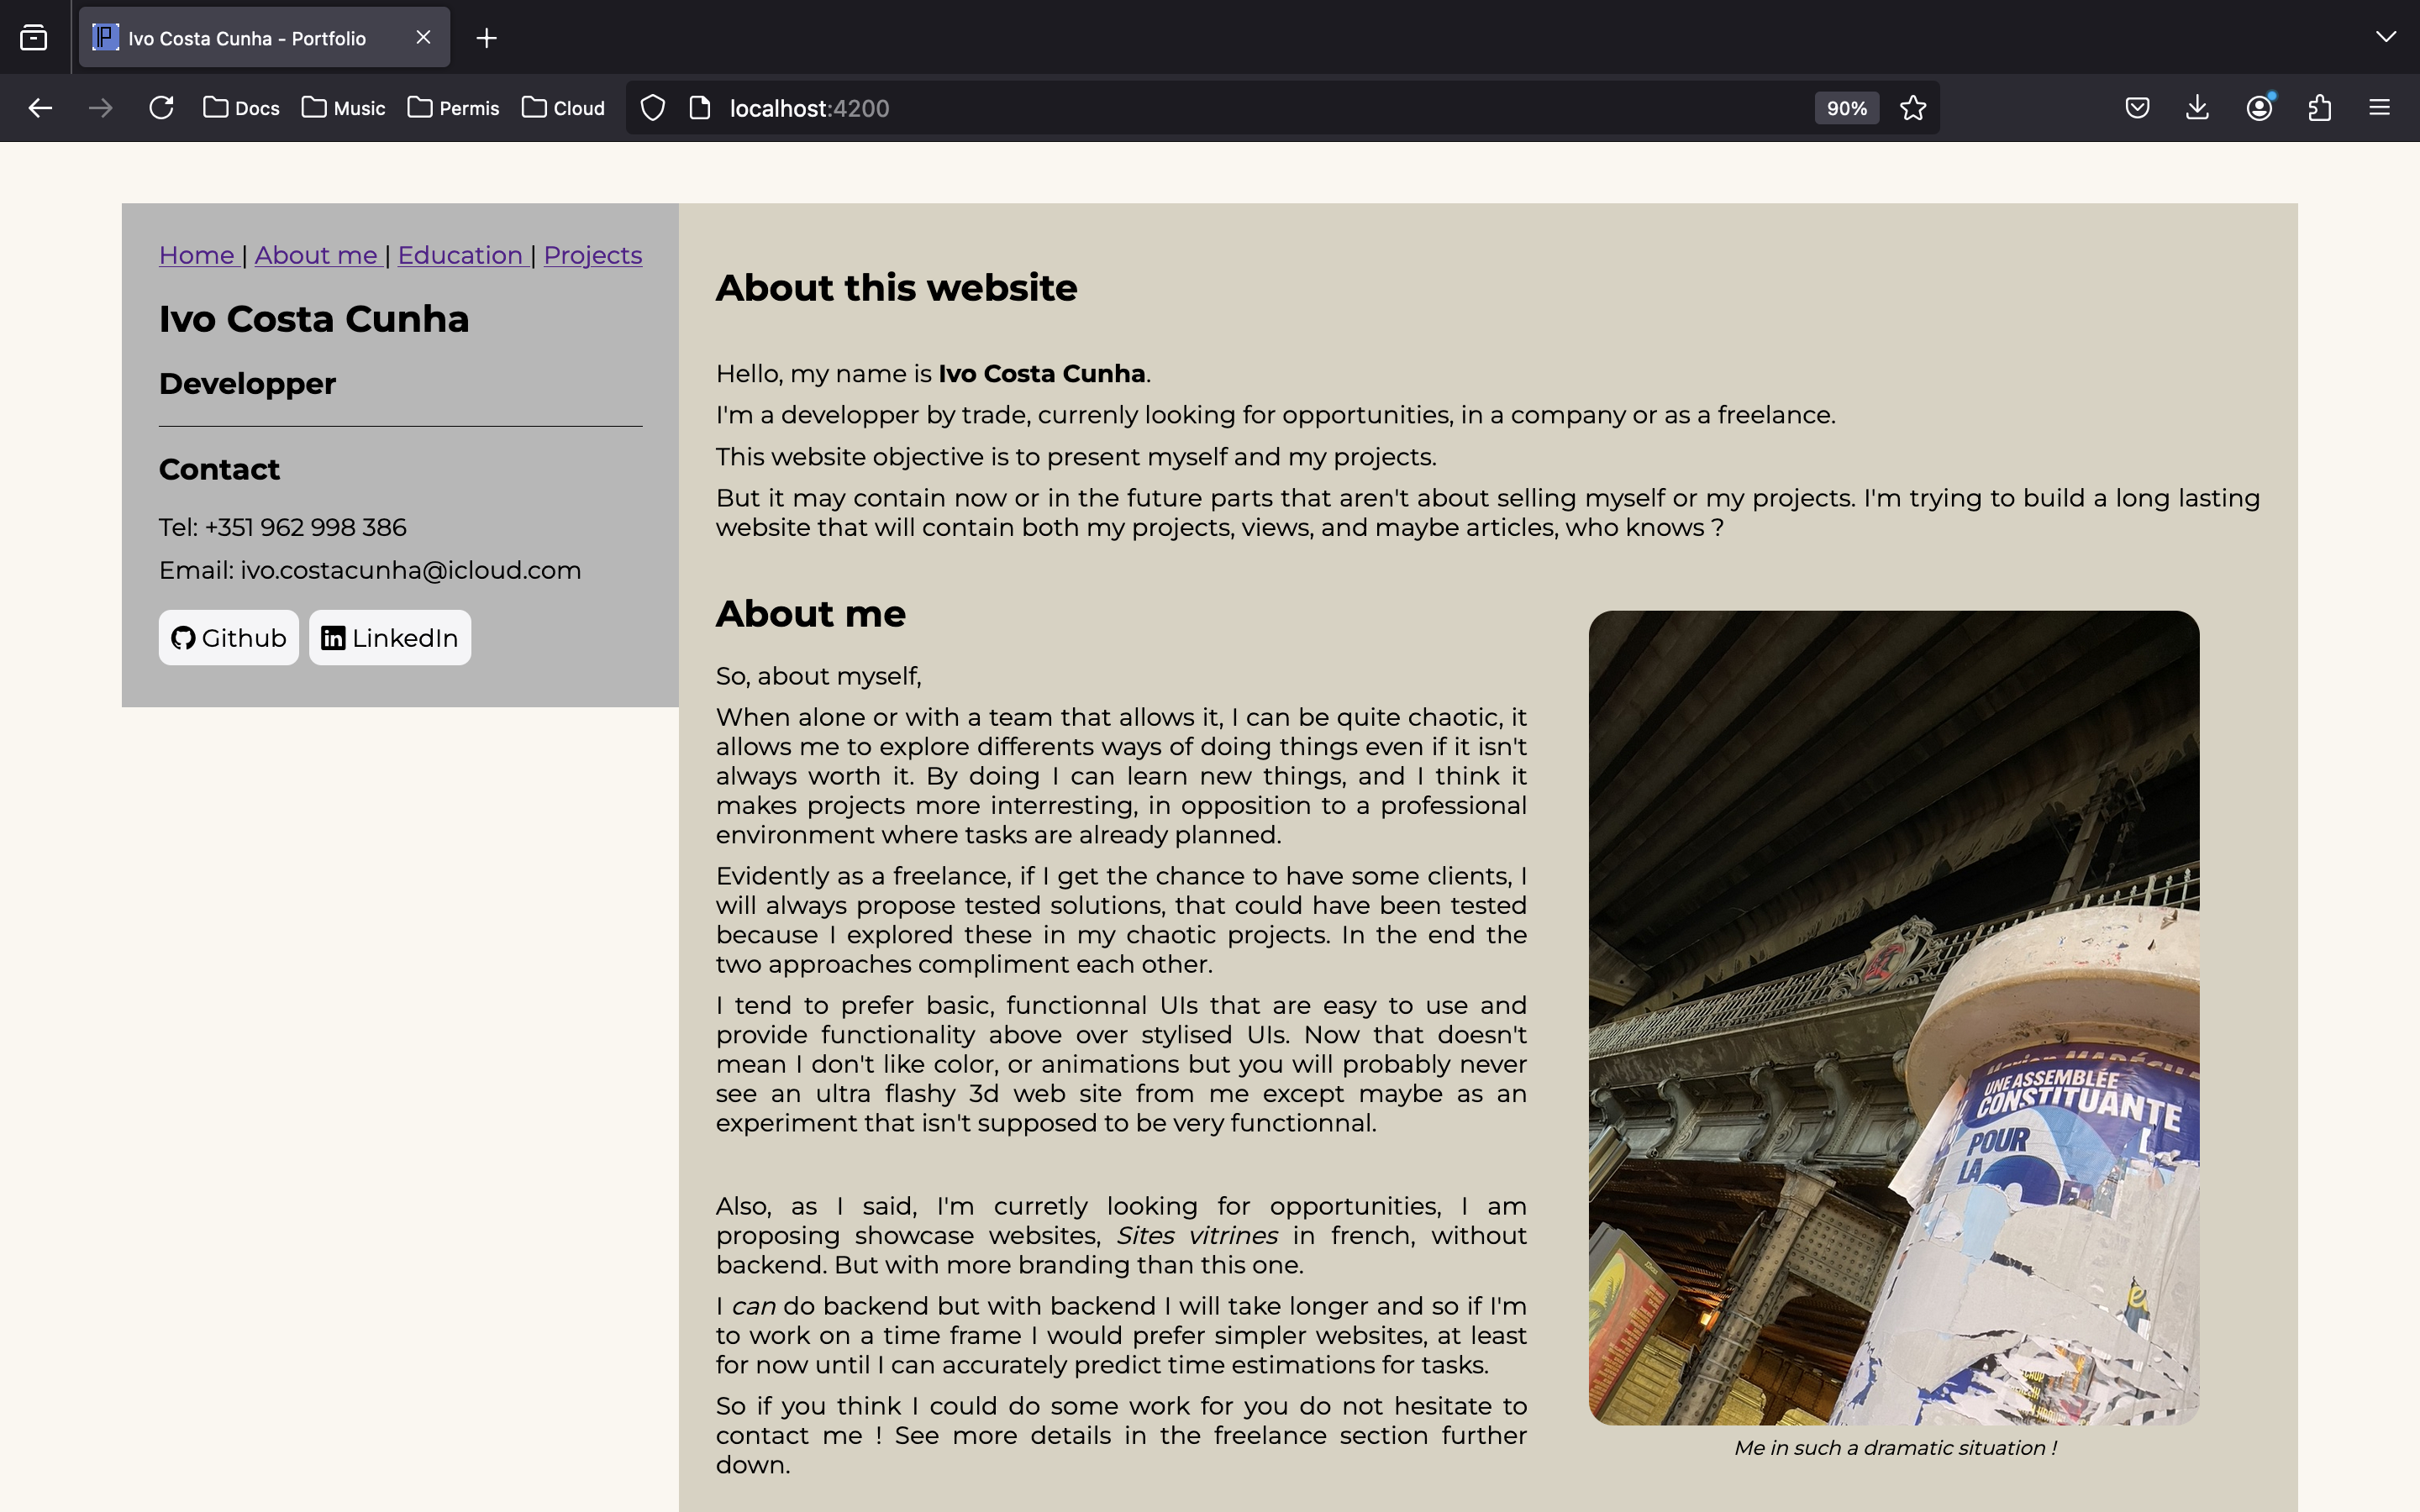 Ivo Costa Cunha - Portfolio
Docs Music Permis Cloud localhost:4200 90%
Home | About me | Education | Projects
Ivo Costa Cunha
Developper
Contact
Tel: +351 962 998 386
Email: ivo.costacunha@icloud.com
Github LinkedIn
About this website
Hello, my name is Ivo Costa Cunha.
I'm a developper by trade, currenly looking for opportunities, in a company or as a freelance.
This website objective is to present myself and my projects.
But it may contain now or in the future parts that aren't about selling myself or my projects. I'm trying to build a long lasting
website that will contain both my projects, views, and maybe articles, who knows ?
About me
So, about myself,
When alone or with a team that allows it, I can be quite chaotic, it
allows me to explore differents ways of doing things even if it isn't
always worth it. By doing I can learn new things, and I think it
makes projects more interresting, in opposition to a professional
environment where tasks are already planned.
Evidently as a freelance, if I get the chance to have some clients, I
will always propose tested solutions, that could have been tested
because I explored these in my chaotic projects. In the end the
two approaches compliment each other.
I tend to prefer basic, functionnal UIs that are easy to use and
provide functionality above over stylised UIs. Now that doesn't
mean I don't like color, or animations but you will probably never
see an ultra flashy 3d web site from me except maybe as an
experiment that isn't supposed to be very functionnal.
Also, as I said, I'm curretly looking for opportunities, I am
proposing showcase websites, Sites vitrines in french, without
backend. But with more branding than this one.
I can do backend but with backend I will take longer and so if I'm
to work on a time frame I would prefer simpler websites, at least
for now until I can accurately predict time estimations for tasks.
So if you think I could do some work for you do not hesitate to
contact me ! See more details in the freelance section further
down.
UNE ASSEMBLÉE
CONSTITUANTE
POUR
LA
Me in such a dramatic situation !